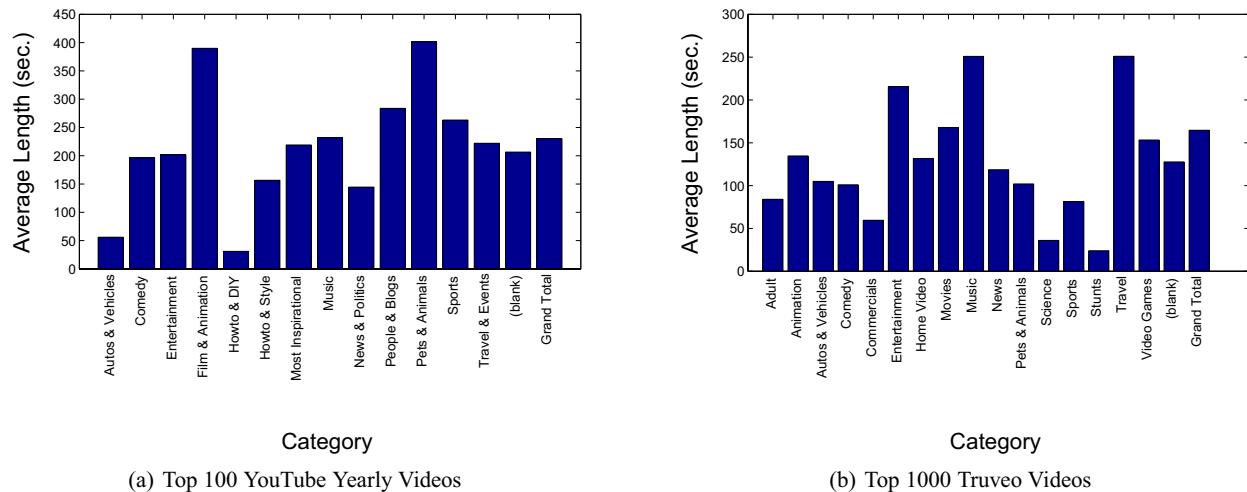 450
400
350
300
250
200
150
100
50
0
Average Length (sec.)
Autos & Vehicles
Comedy
Entertainment
Film & Animation
Howto & DIY
Howto & Style
Most Inspirational
Music
News & Politics
People & Blogs
Pets & Animals
Sports
Travel & Events
(blank)
Grand Total
Category
(a) Top 100 YouTube Yearly Videos
300
250
200
150
100
50
0
Average Length (sec.)
Adult
Animation
Autos & Vehicles
Comedy
Commercials
Entertainment
Home Video
Movies
Music
News
Pets & Animals
Science
Sports
Stunts
Travel
Video Games
(blank)
Grand Total
Category
(b) Top 1000 Truveo Videos